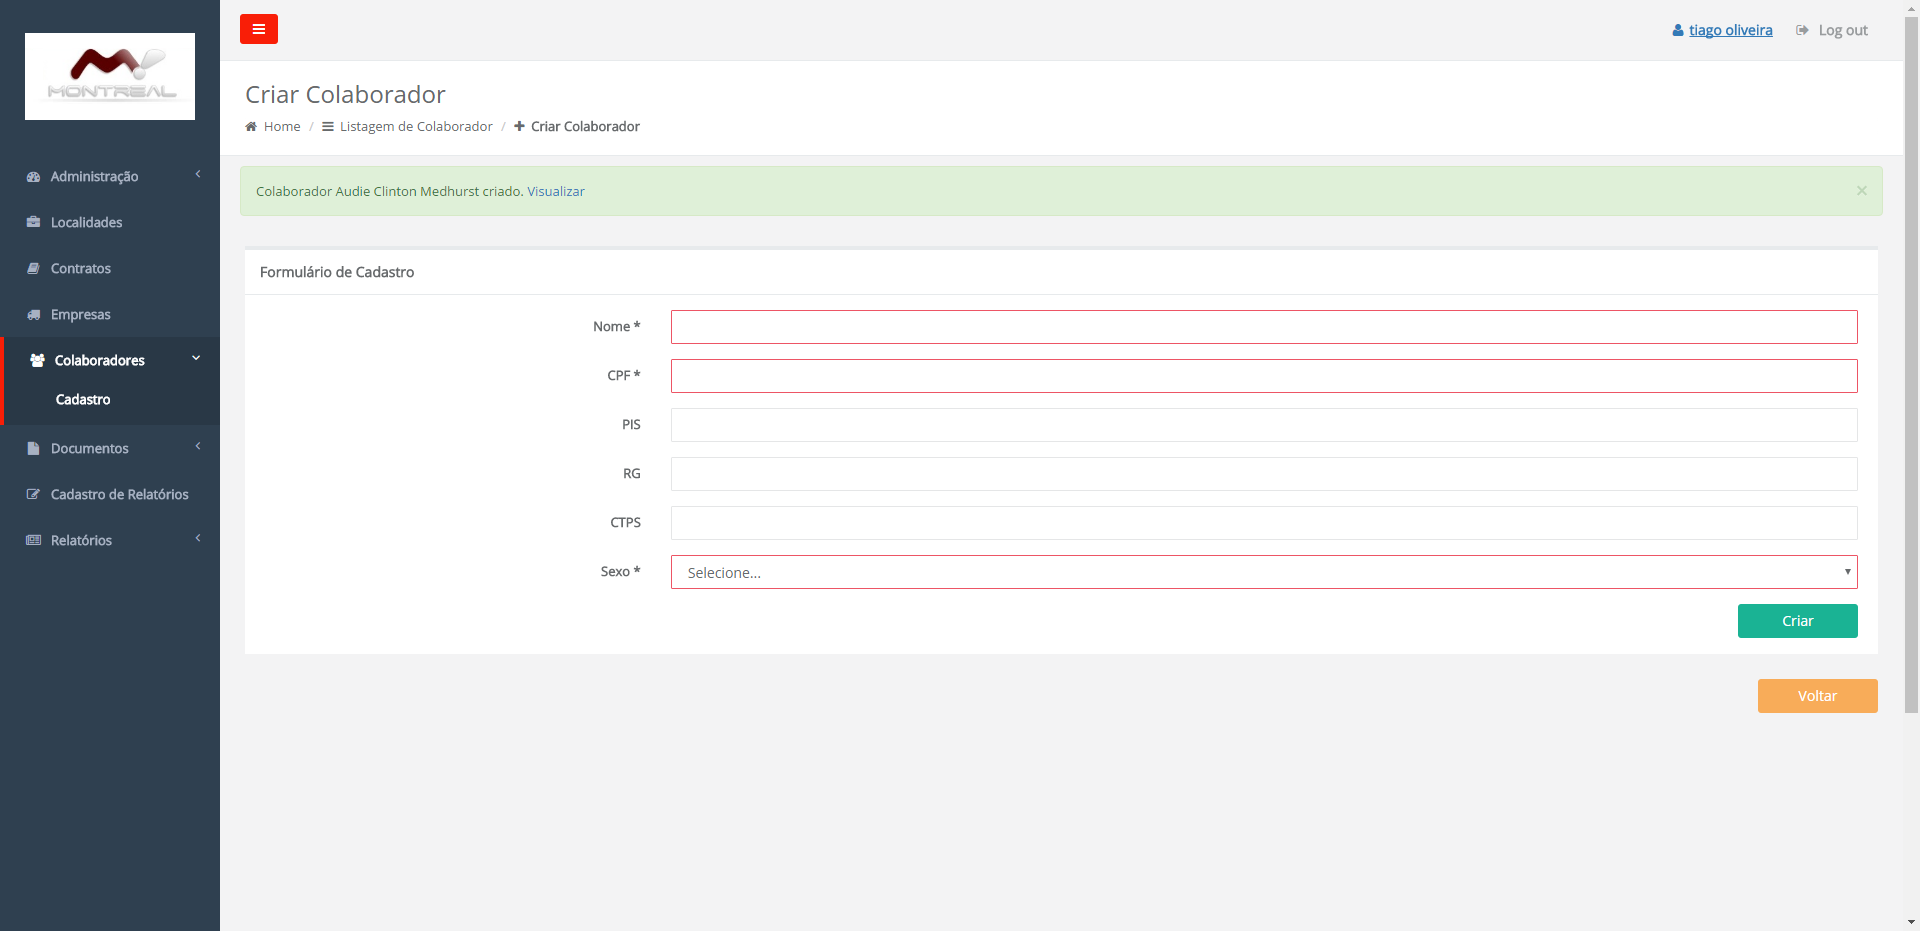 MONTREAL
Administração
Localidades
Contratos
Empresas
Colaboradores
Cadastro
Documentos
Cadastro de Relatórios
Relatórios
tiago oliveira Log out
Criar Colaborador
Home / Listagem de Colaborador / Criar Colaborador
Colaborador Audie Clinton Medhurst criado. Visualizar ×
Formulário de Cadastro
Nome *
CPF *
PIS
RG
CTPS
Sexo * Selecione...
Criar
Voltar